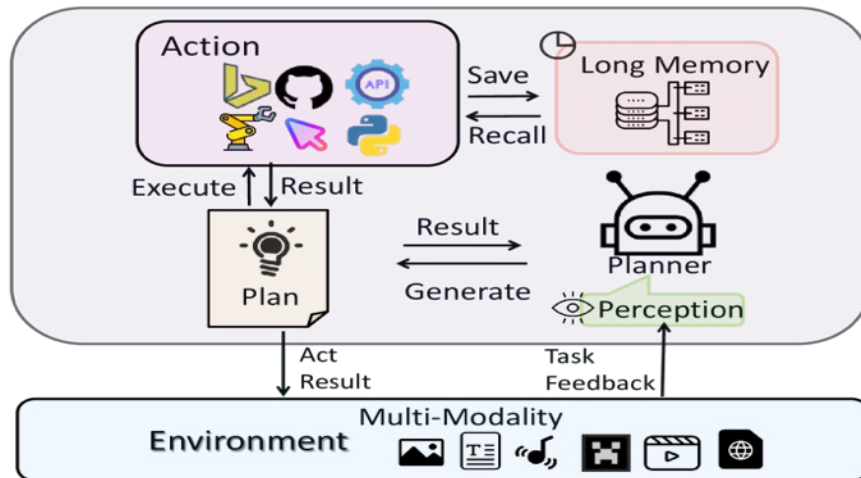 Action
API
Save
Recall
Long Memory
Execute
Result
Plan
Result
Generate
Planner
Perception
Act
Result
Task
Feedback
Multi-Modality
Environment
T